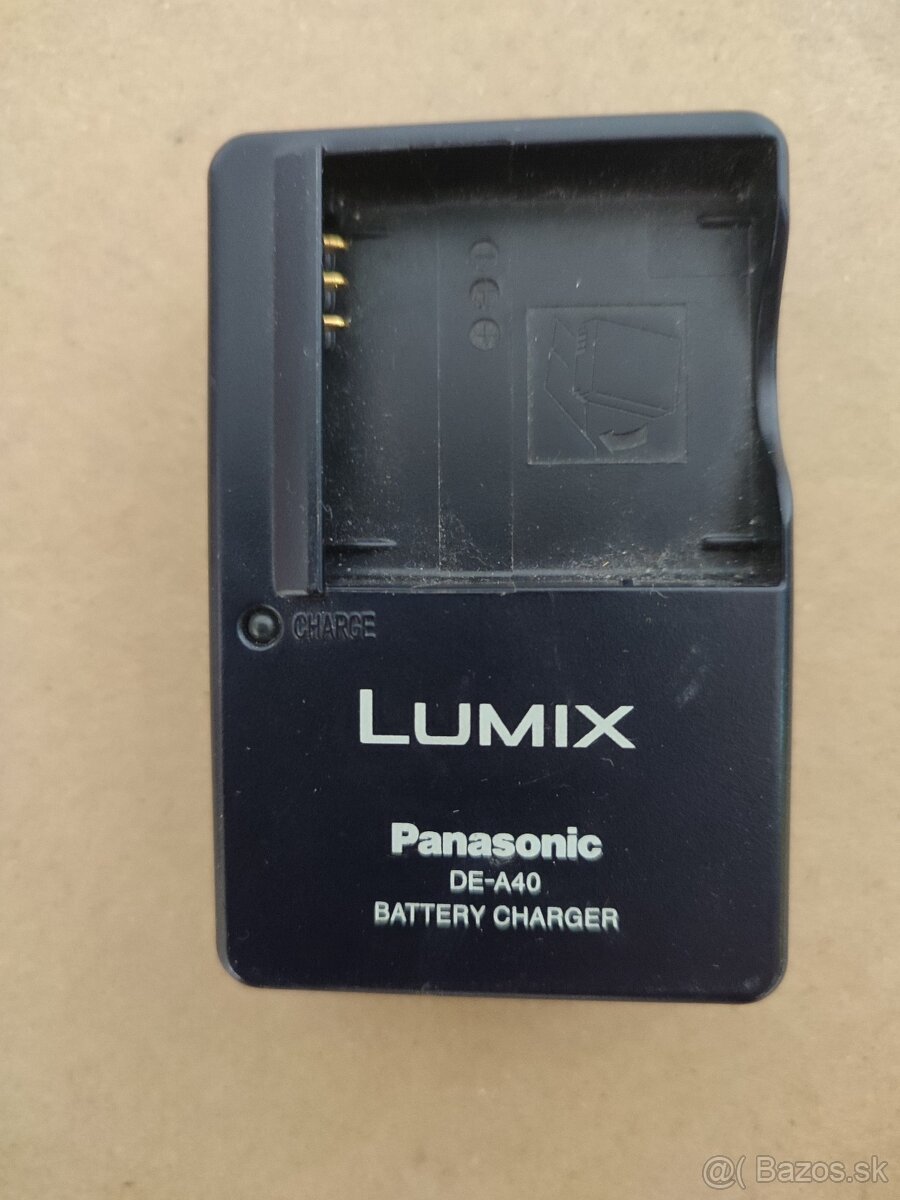 CHARGE
LUMIX
Panasonic
DE-A40
BATTERY CHARGER
@( Bazos.sk